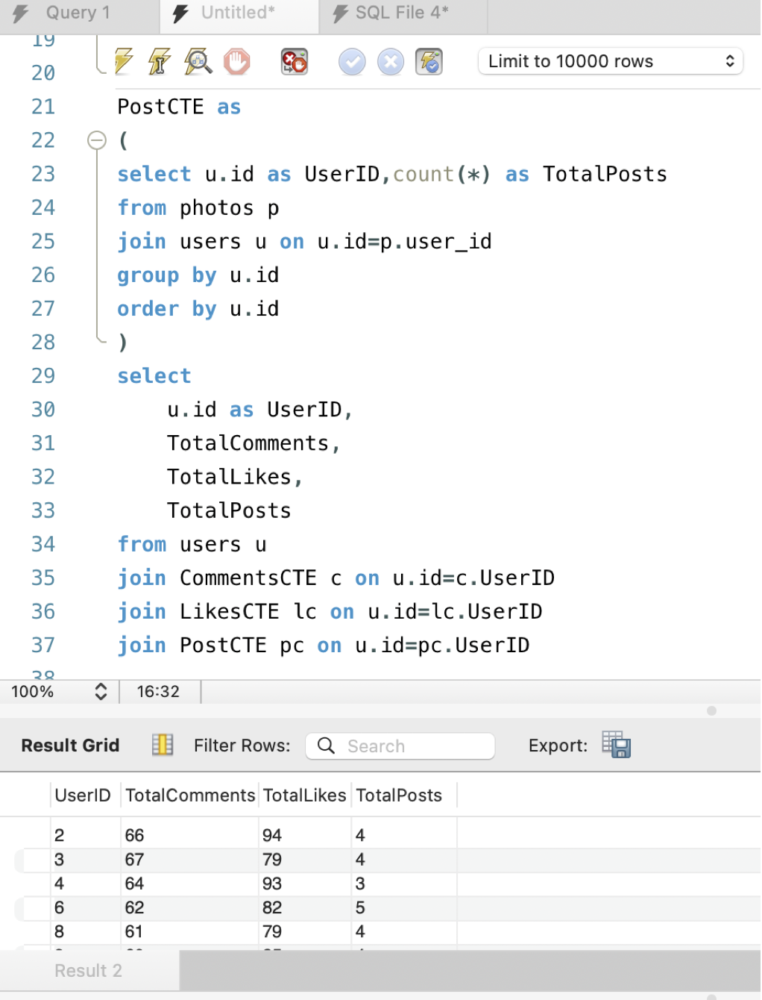 Query 1
Untitled*
SQL File 4*
19
20
Limit to 10000 rows
21 PostCTE as
22 (
23 select u.id as UserID,count(*) as TotalPosts
24 from photos p
25 join users u on u.id=p.user_id
26 group by u.id
27 order by u.id
28 )
29 select
30 u.id as UserID,
31 TotalComments,
32 TotalLikes,
33 TotalPosts
34 from users u
35 join CommentsCTE c on u.id=c.UserID
36 join LikesCTE lc on u.id=lc.UserID
37 join PostCTE pc on u.id=pc.UserID
38
100% 16:32
Result Grid Filter Rows: Search Export:
UserID TotalComments TotalLikes TotalPosts
2 66 94 4
3 67 79 4
4 64 93 3
6 62 82 5
8 61 79 4
Result 2